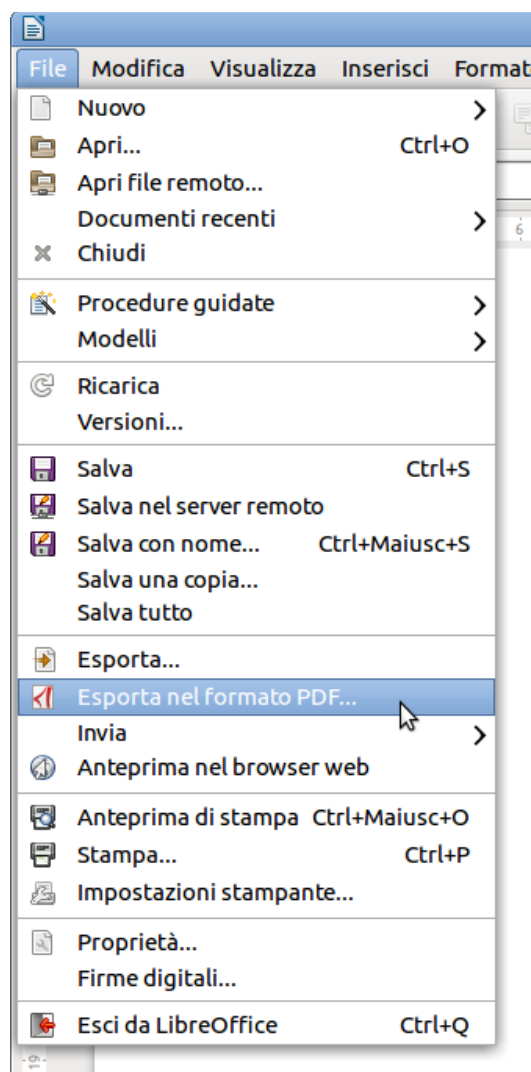 File Modifica Visualizza Inserisci Format
Nuovo
Apri... Ctrl+O
Apri file remoto...
Documenti recenti
6
Chiudi
Procedure guidate
Modelli
Ricarica
Versioni...
Salva Ctrl+S
Salva nel server remoto
Salva con nome... Ctrl+Maiusc+S
Salva una copia...
Salva tutto
Esporta...
Esporta nel formato PDF...
Invia
Anteprima nel browser web
Anteprima di stampa Ctrl+Maiusc+O
Stampa... Ctrl+P
Impostazioni stampante...
Proprietà...
Firme digitali...
Esci da LibreOffice Ctrl+Q
19